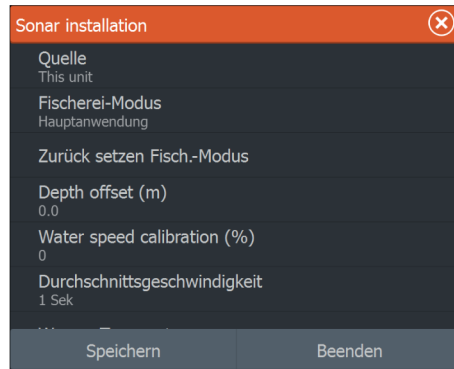 Sonar installation
Quelle
This unit
Fischerei-Modus
Hauptanwendung
Zurück setzen Fisch.-Modus
Depth offset (m)
0.0
Water speed calibration (%)
0
Durchschnittsgeschwindigkeit
1 Sek
Speichern
Beenden